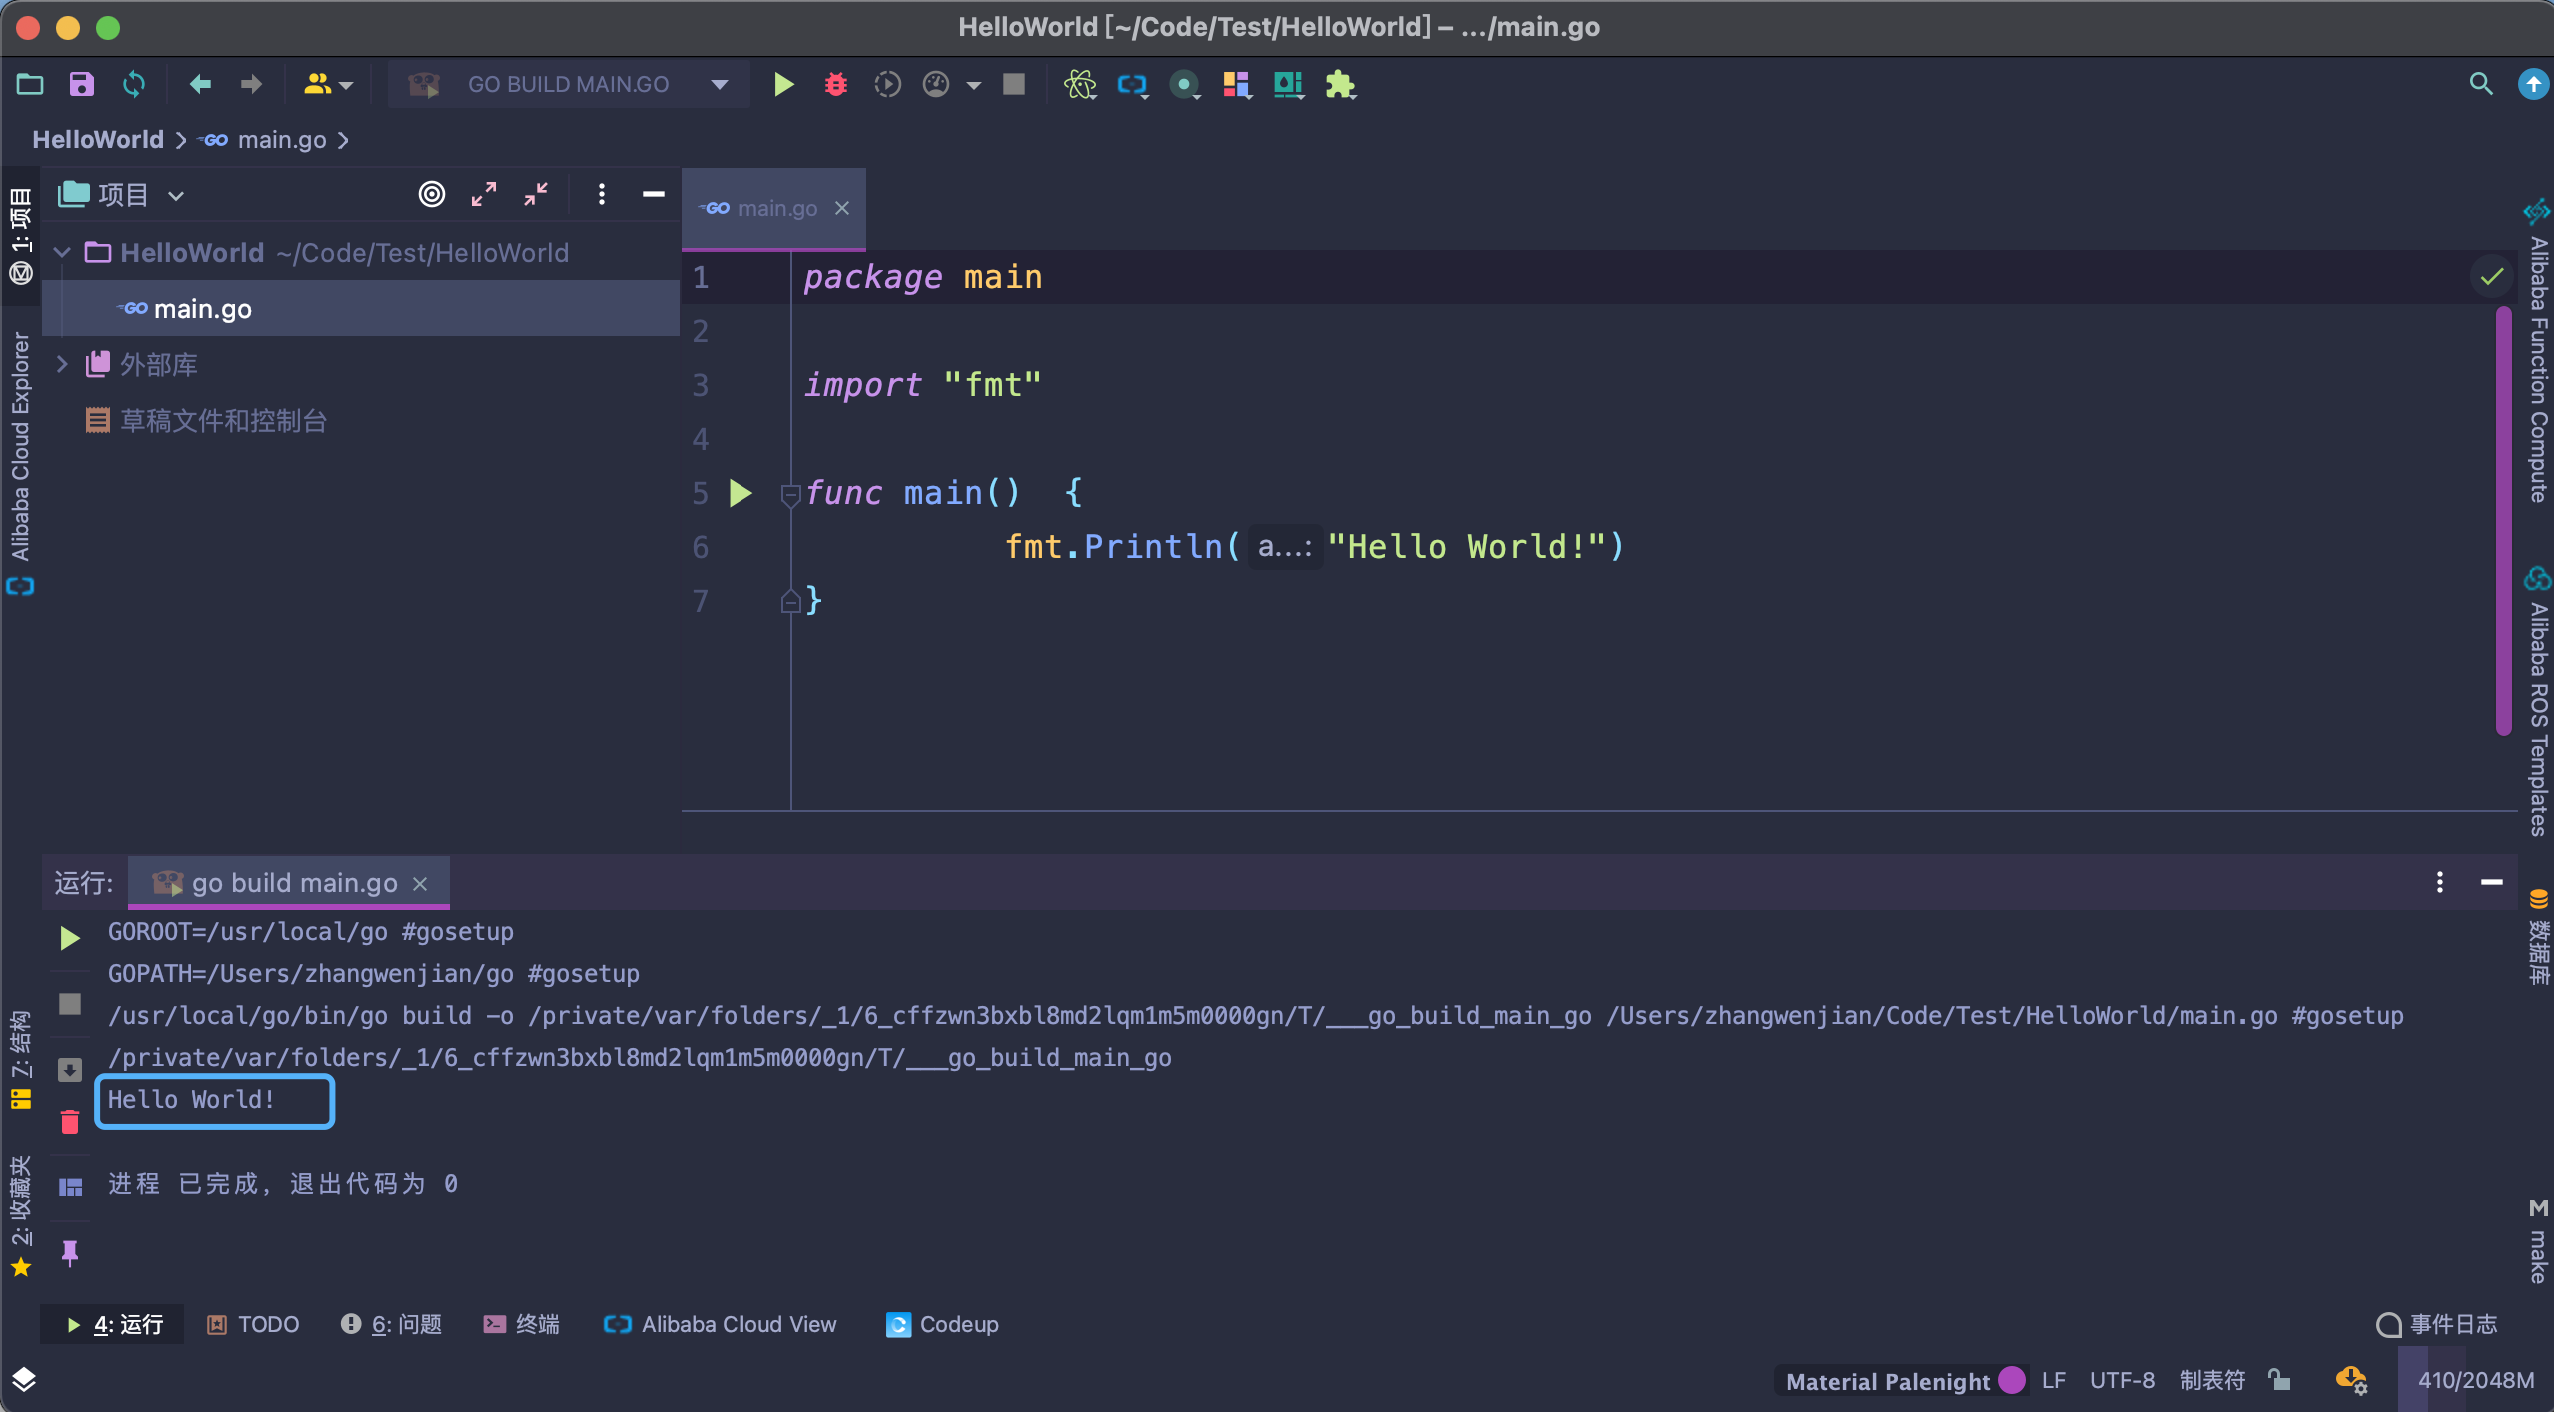 HelloWorld [~/Code/Test/HelloWorld] – .../main.go
GO BUILD MAIN.GO
HelloWorld
GO main.go
1: 项目
Alibaba Cloud Explorer
项目
HelloWorld ~/Code/Test/HelloWorld
GO main.go
外部库
草稿文件和控制台
GO main.go
1 package main
2
3 import "fmt"
4
5 func main()  {
6 fmt.Println( a...: "Hello World!")
7 }
Alibaba Function Compute
Alibaba ROS Templates
数据库
M make
运行: go build main.go
GOROOT=/usr/local/go #gosetup
GOPATH=/Users/zhangwenjian/go #gosetup
/usr/local/go/bin/go build -o /private/var/folders/_1/6_cffzwn3bxbl8md2lqm1m5m0000gn/T/___go_build_main_go /Users/zhangwenjian/Code/Test/HelloWorld/main.go #gosetup
/private/var/folders/_1/6_cffzwn3bxbl8md2lqm1m5m0000gn/T/___go_build_main_go
Hello World!
进程 已完成, 退出代码为 0
7: 结构
2: 收藏夹
4: 运行 TODO 6: 问题 终端 Alibaba Cloud View Codeup 事件日志
Material Palenight LF UTF-8 制表符 410/2048M